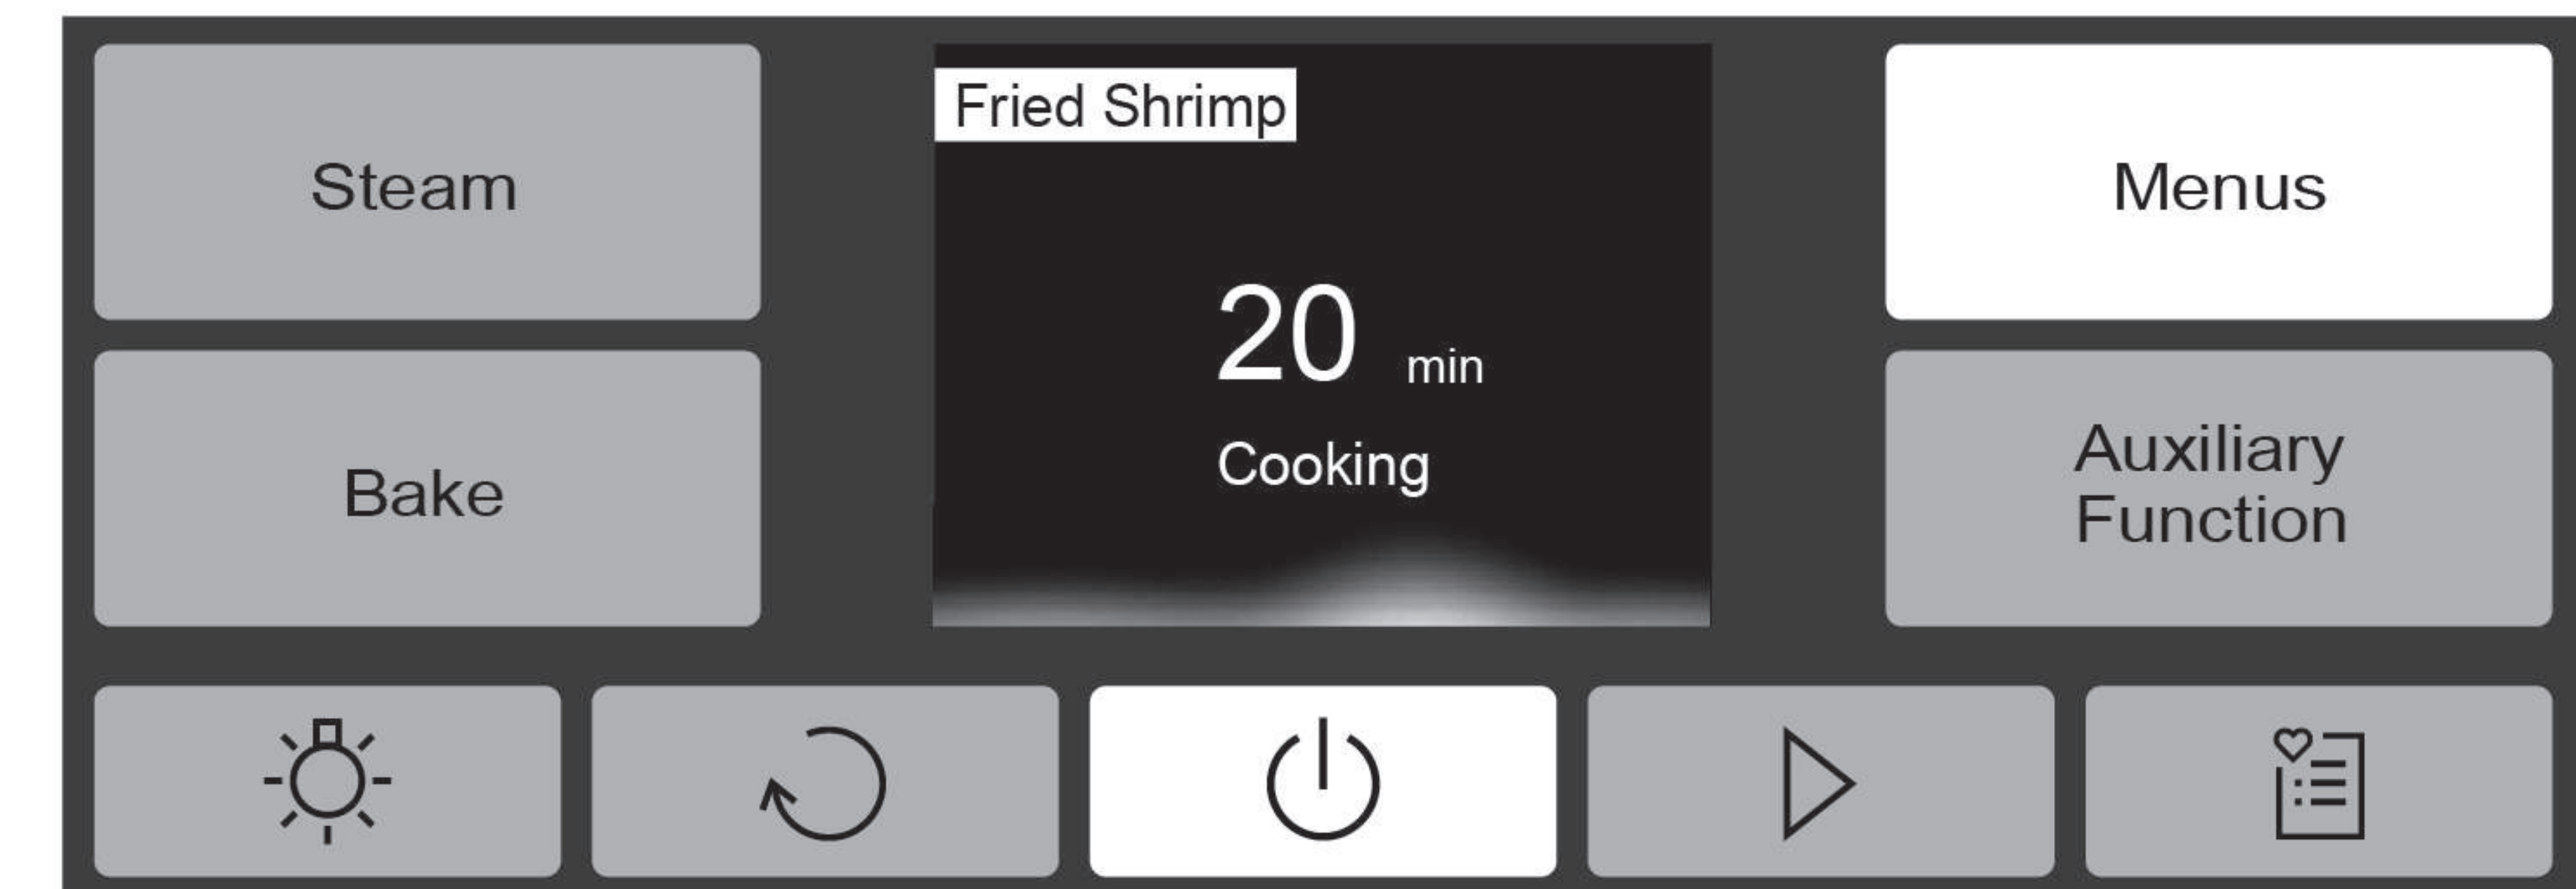 Steam
Fried Shrimp
Menus
20 min
Cooking
Bake
Auxiliary
Function